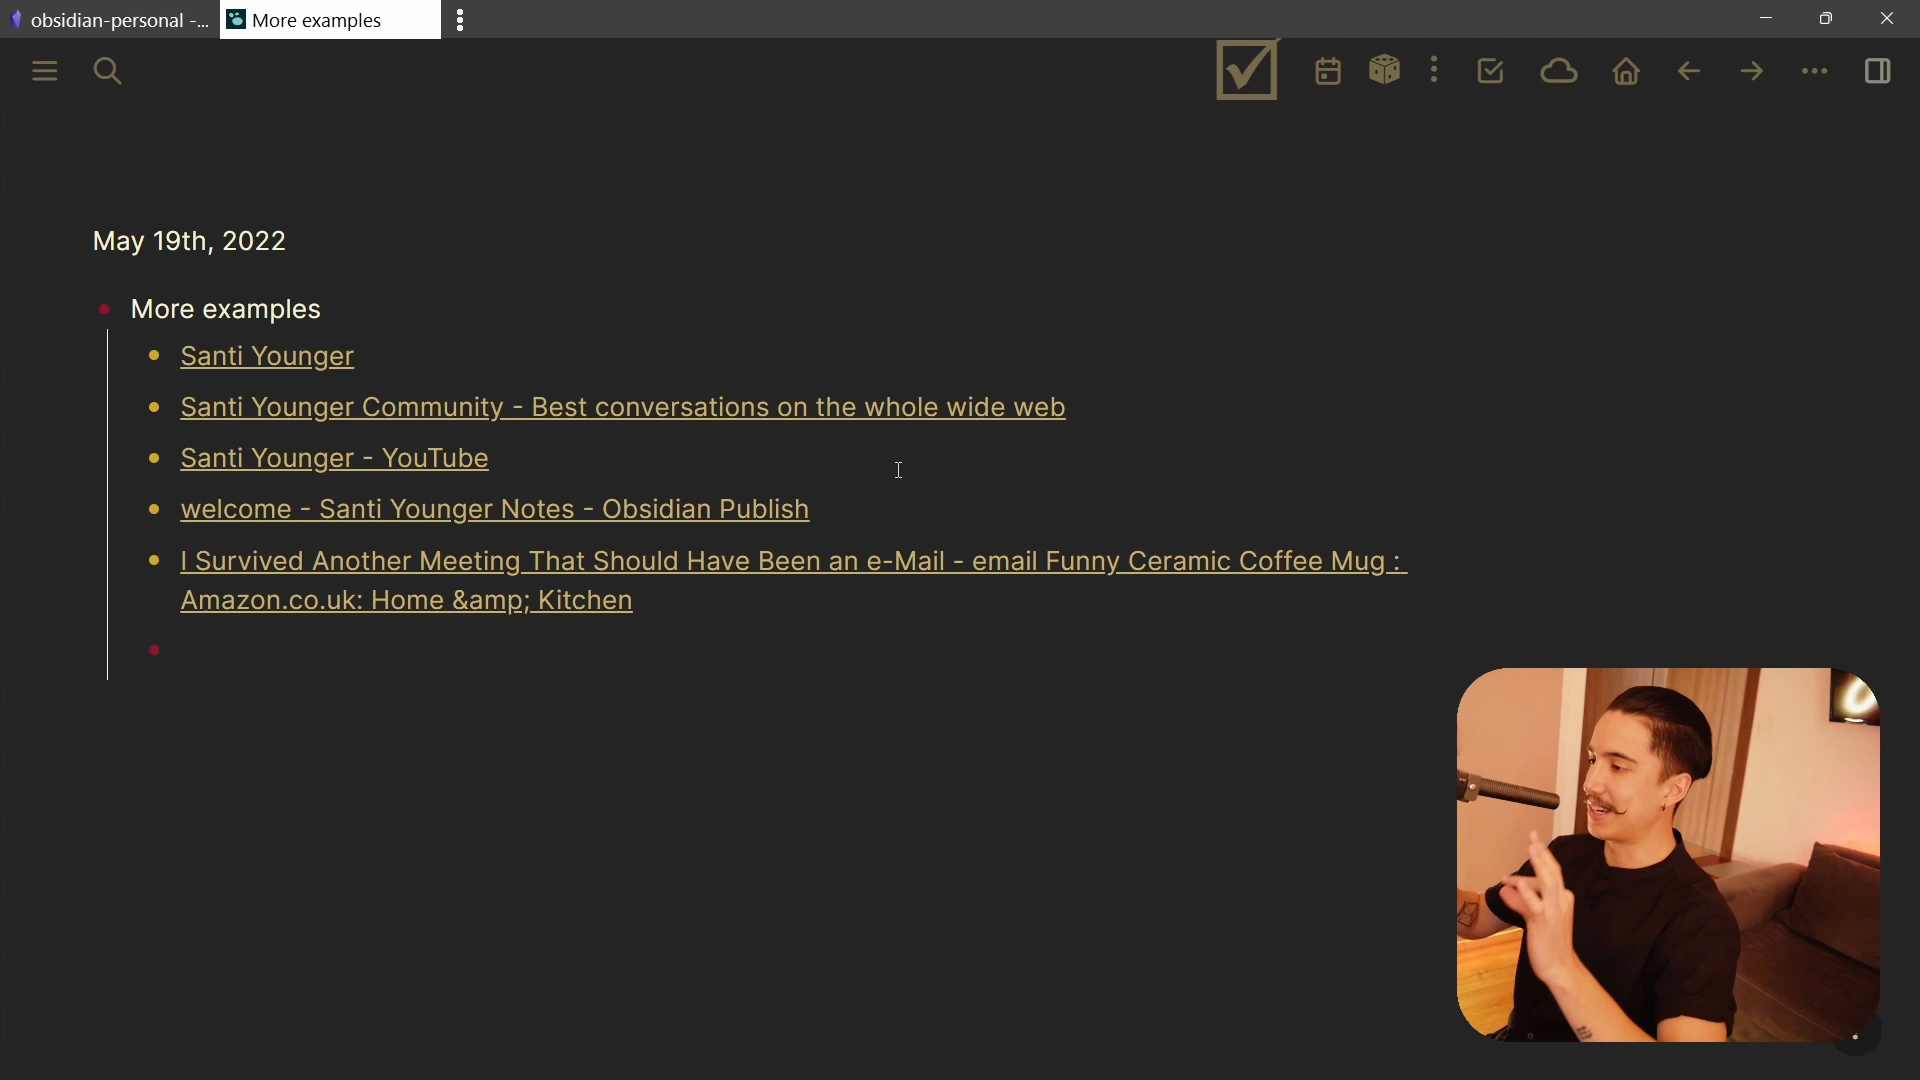 obsidian-personal -...
More examples
May 19th, 2022
More examples
Santi Younger
Santi Younger Community - Best conversations on the whole wide web
Santi Younger - YouTube
welcome - Santi Younger Notes - Obsidian Publish
I Survived Another Meeting That Should Have Been an e-Mail - email Funny Ceramic Coffee Mug :
Amazon.co.uk: Home &amp; Kitchen